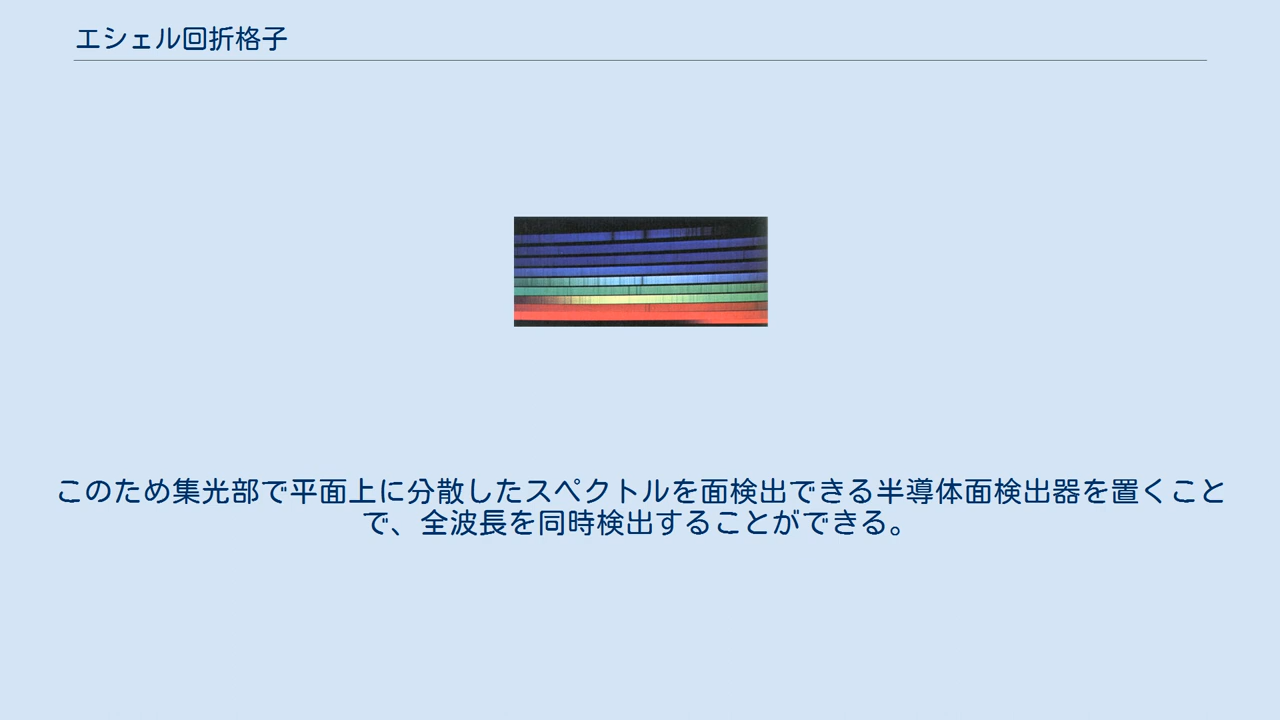 エシェル回折格子
このため集光部で平面上に分散したスペクトルを面検出できる半導体面検出器を置くこと
で、全波長を同時検出することができる。